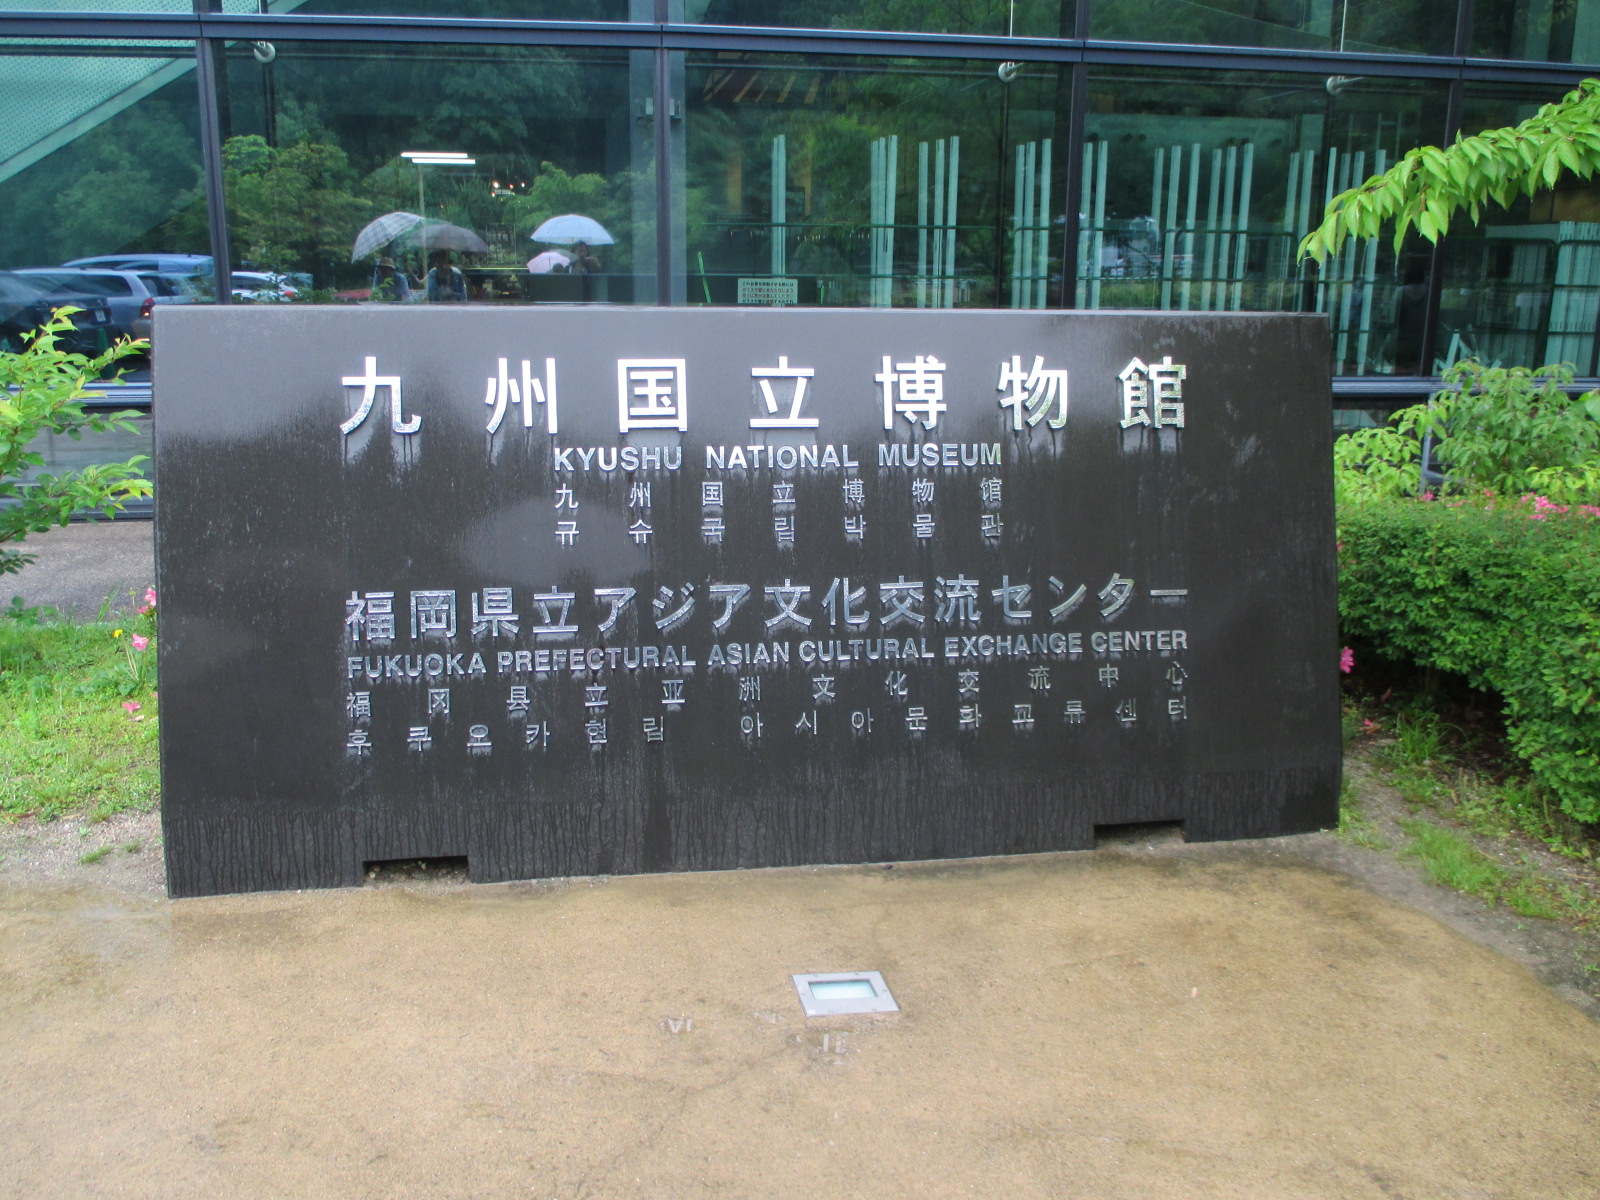 九州国立博物館
KYUSHU NATIONAL MUSEUM
九州国立博物馆
규슈국립박물관
福岡県立アジア文化交流センター
FUKUOKA PREFECTURAL ASIAN CULTURAL EXCHANGE CENTER
福冈县立亚洲文化交流中心
후쿠오카현립 아시아문화교류센터